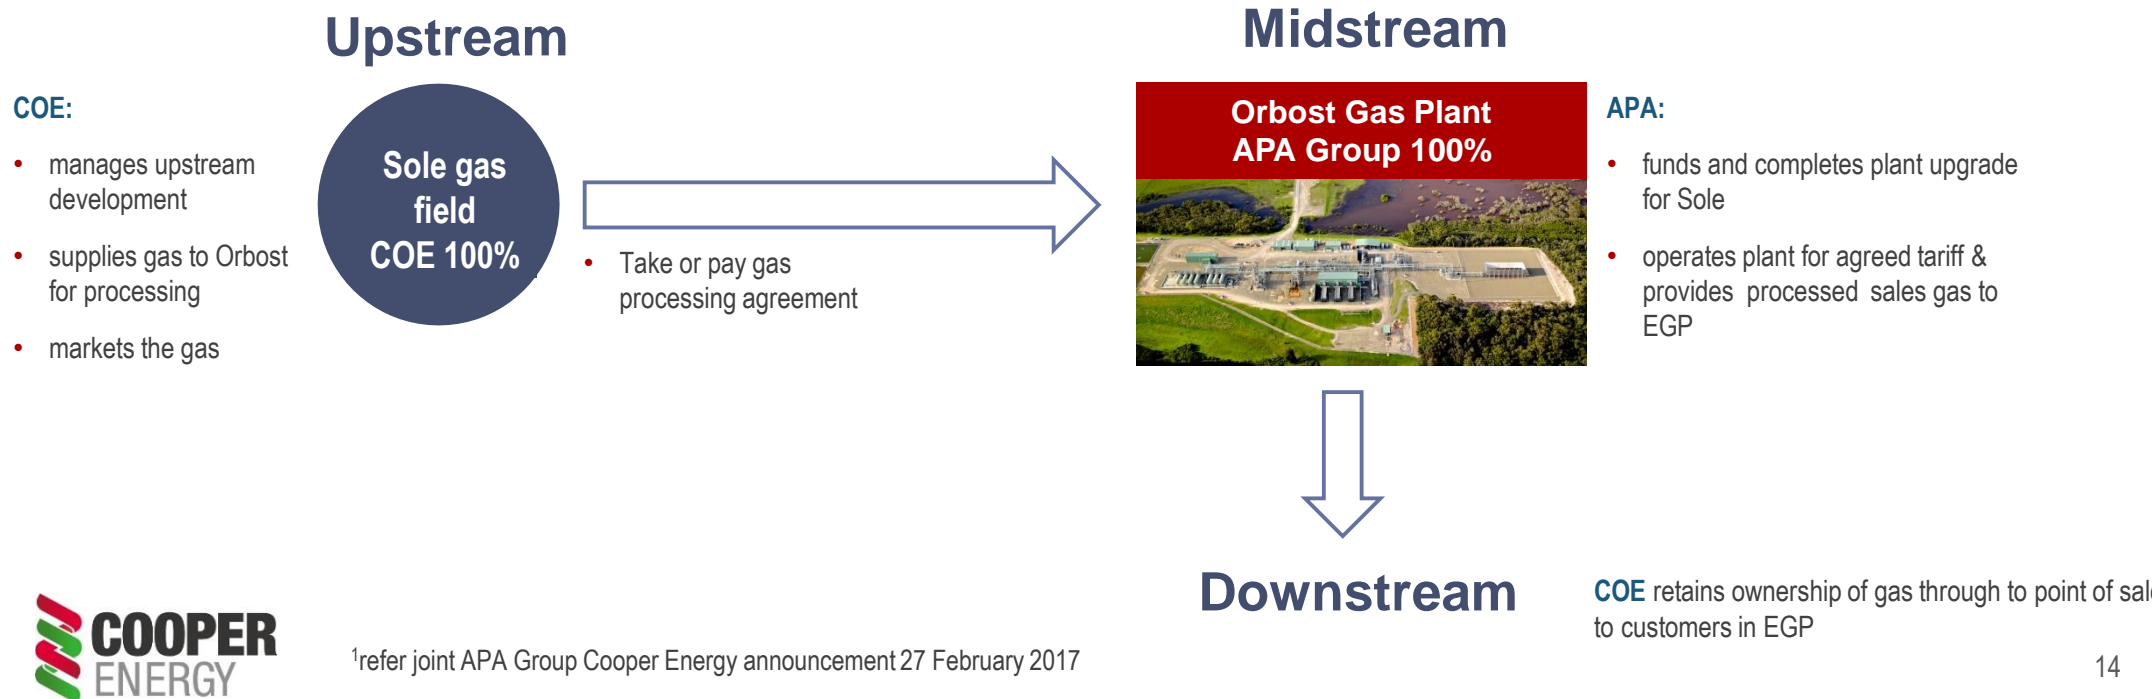 Upstream
Midstream
COE:
• manages upstream
development
• supplies gas to Orbost
for processing
• markets the gas
Sole gas
field
COE 100%
• Take or pay gas
processing agreement
Orbost Gas Plant
APA Group 100%
APA:
• funds and completes plant upgrade
for Sole
• operates plant for agreed tariff &
provides processed sales gas to
EGP
Downstream
COE retains ownership of gas through to point of sal
to customers in EGP
COOPER
ENERGY
1refer joint APA Group Cooper Energy announcement 27 February 2017
14